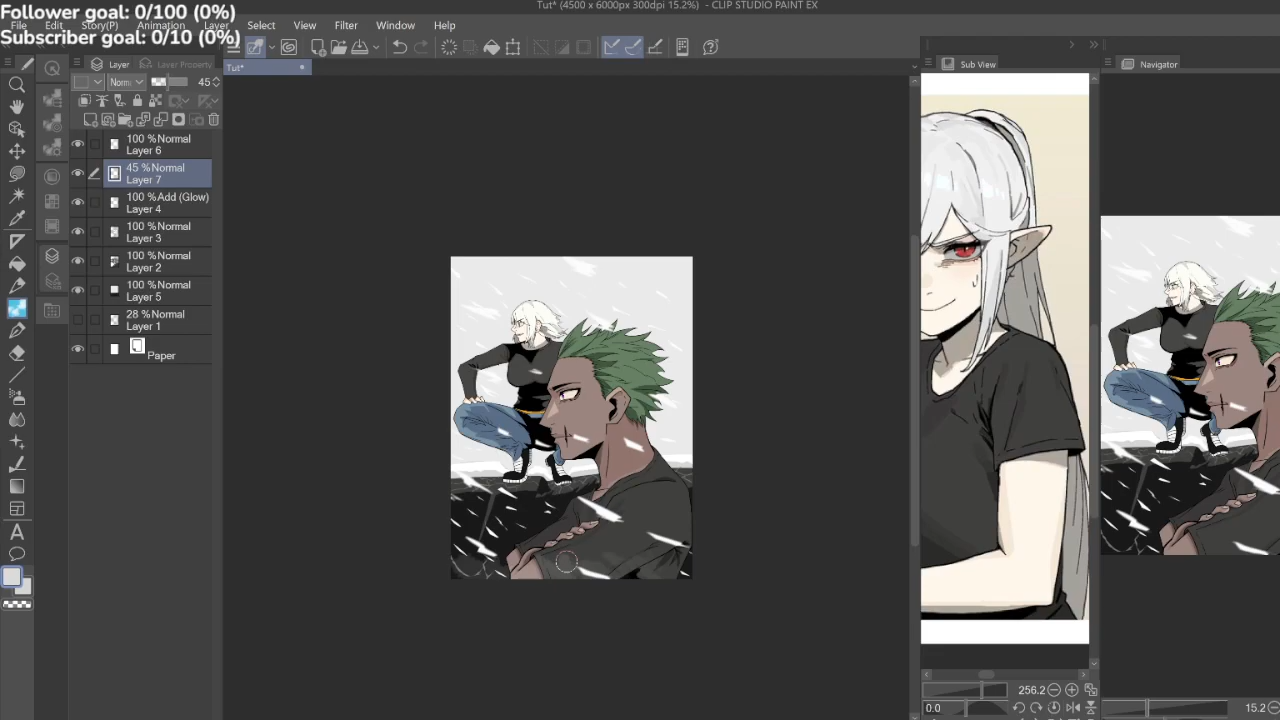 Tut* (4500 x 6000px 300dpi 15.2%) - CLIP STUDIO PAINT EX
Follower goal: 0/100 (0%)
File Edit Story(P) Animation Layer Select View Filter Window Help
Subscriber goal: 0/10 (0%)
Layer Layer Property
Tut*
Sub View
Navigator
Norm 45
100 %Normal
Layer 6
45 %Normal
Layer 7
100 %Add (Glow)
Layer 4
100 %Normal
Layer 3
100 %Normal
Layer 2
100 %Normal
Layer 5
28 %Normal
Layer 1
Paper
256.2
0.0
15.2